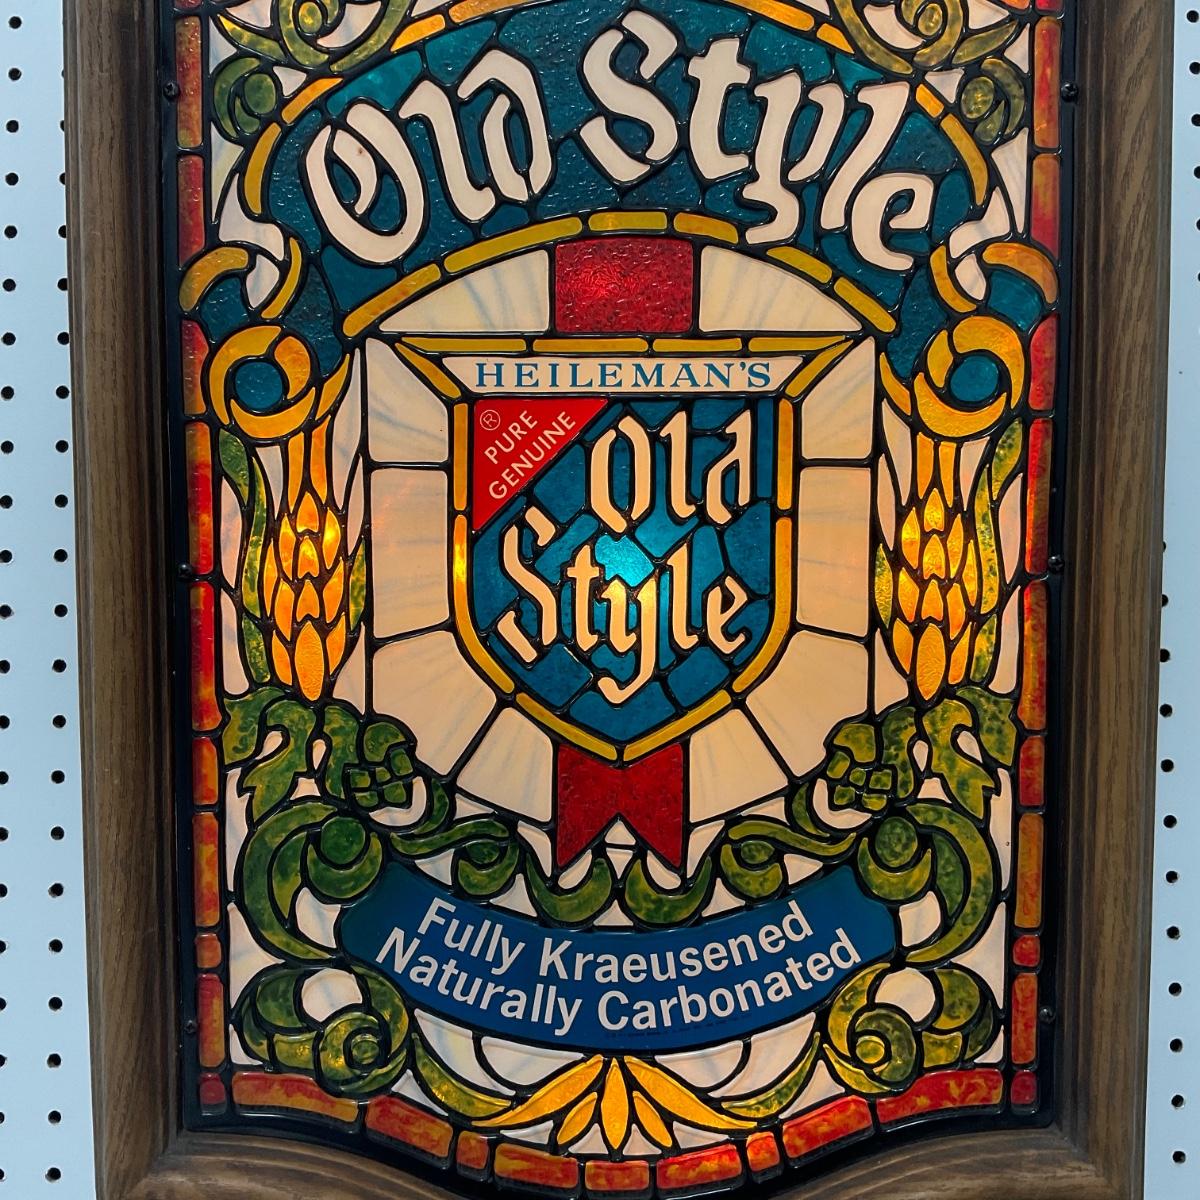 Old Style
HEILEMAN'S
® PURE
GENUINE
Old
Style
Fully Kraeusened
Naturally Carbonated